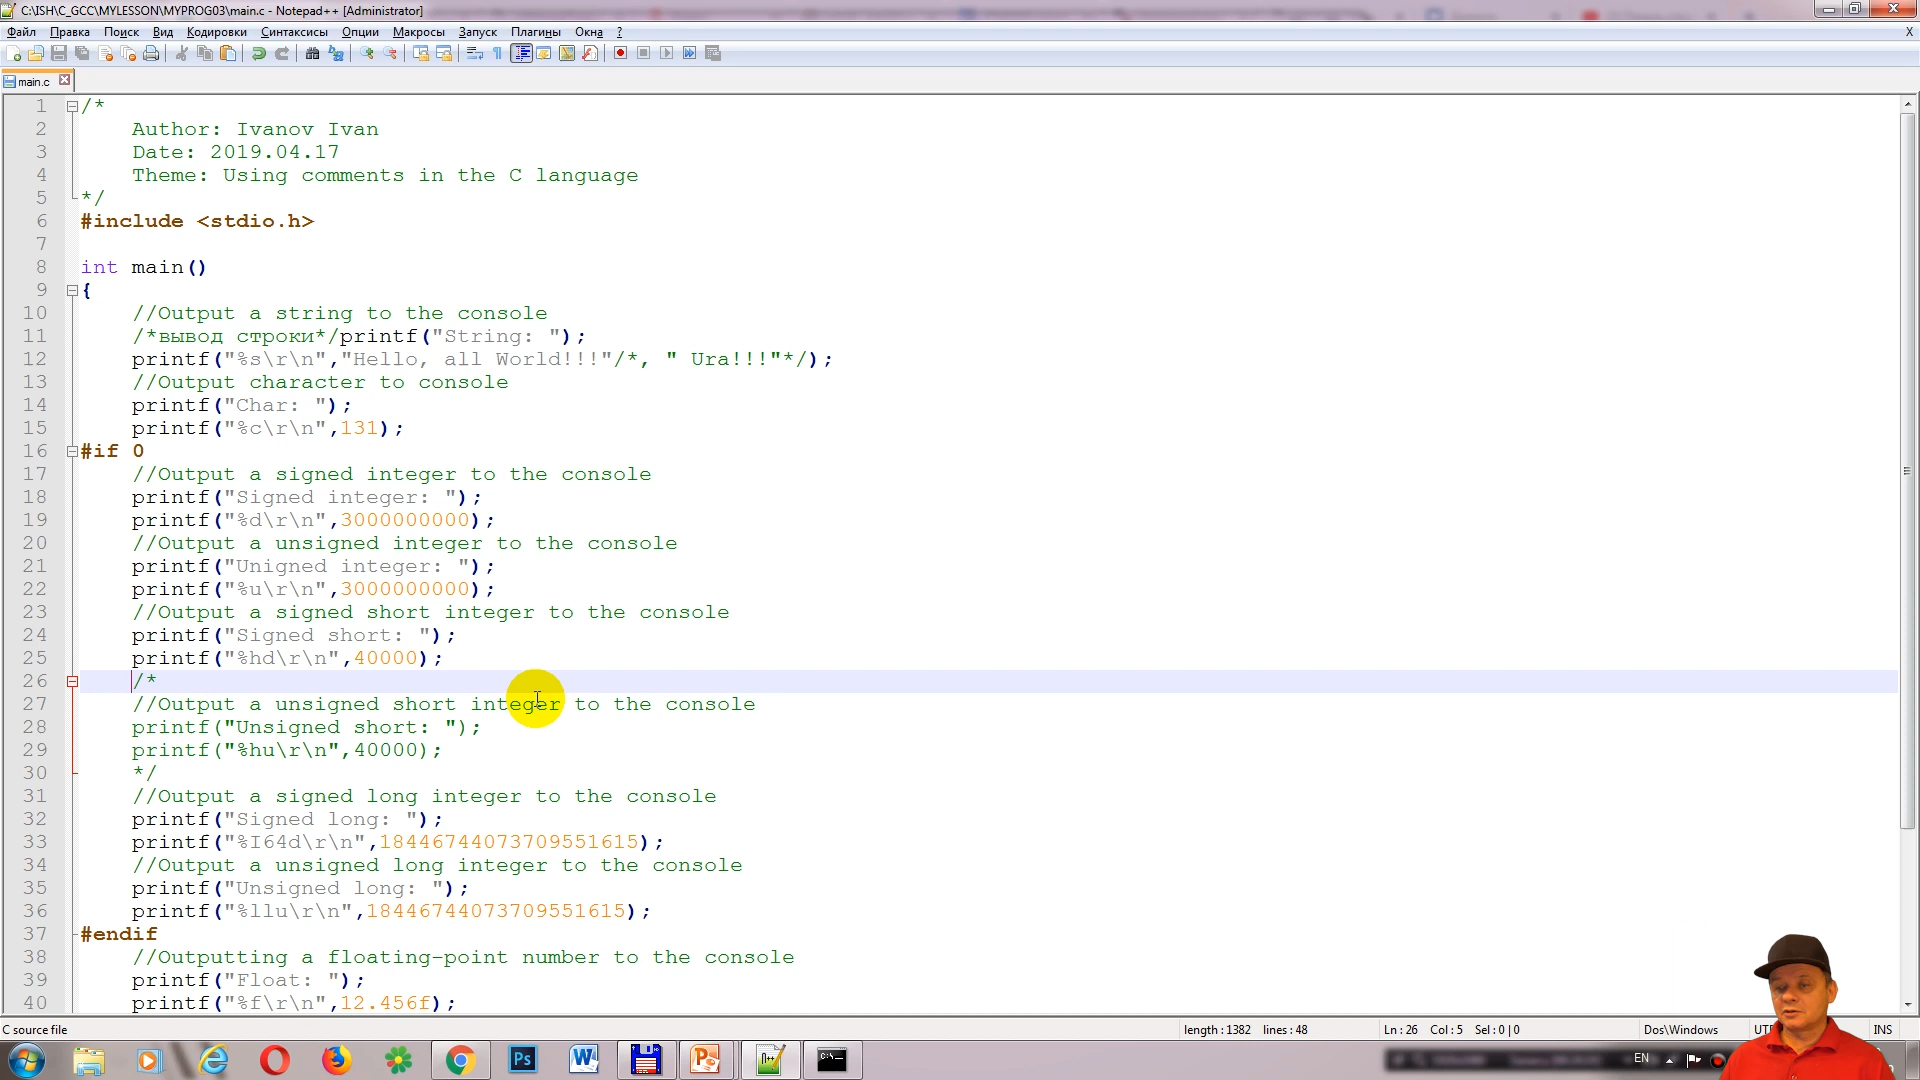 C:\ISH\C_GCC\MYLESSON\MYPROG03\main.c - Notepad++ [Administrator]
Файл Правка Поиск Вид Кодировки Синтаксисы Опции Макросы Запуск Плагины Окна ? X
main.c
1 /*
2 Author: Ivanov Ivan
3 Date: 2019.04.17
4 Theme: Using comments in the C language
5 */
6 #include <stdio.h>
7
8 int main()
9 {
10 //Output a string to the console
11 /*вывод строки*/printf("String: ");
12 printf("%s\r\n","Hello, all World!!!"/*, " Ura!!!"*/);
13 //Output character to console
14 printf("Char: ");
15 printf("%c\r\n",131);
16 #if 0
17 //Output a signed integer to the console
18 printf("Signed integer: ");
19 printf("%d\r\n",3000000000);
20 //Output a unsigned integer to the console
21 printf("Unigned integer: ");
22 printf("%u\r\n",3000000000);
23 //Output a signed short integer to the console
24 printf("Signed short: ");
25 printf("%hd\r\n",40000);
26 /*
27 //Output a unsigned short integer to the console
28 printf("Unsigned short: ");
29 printf("%hu\r\n",40000);
30 */
31 //Output a signed long integer to the console
32 printf("Signed long: ");
33 printf("%I64d\r\n",18446744073709551615);
34 //Output a unsigned long integer to the console
35 printf("Unsigned long: ");
36 printf("%llu\r\n",18446744073709551615);
37 #endif
38 //Outputting a floating-point number to the console
39 printf("Float: ");
40 printf("%f\r\n",12.456f);
C source file length : 1382 lines : 48 Ln : 26 Col : 5 Sel : 0 | 0 Dos\Windows INS
Ps W P C:\_ EN